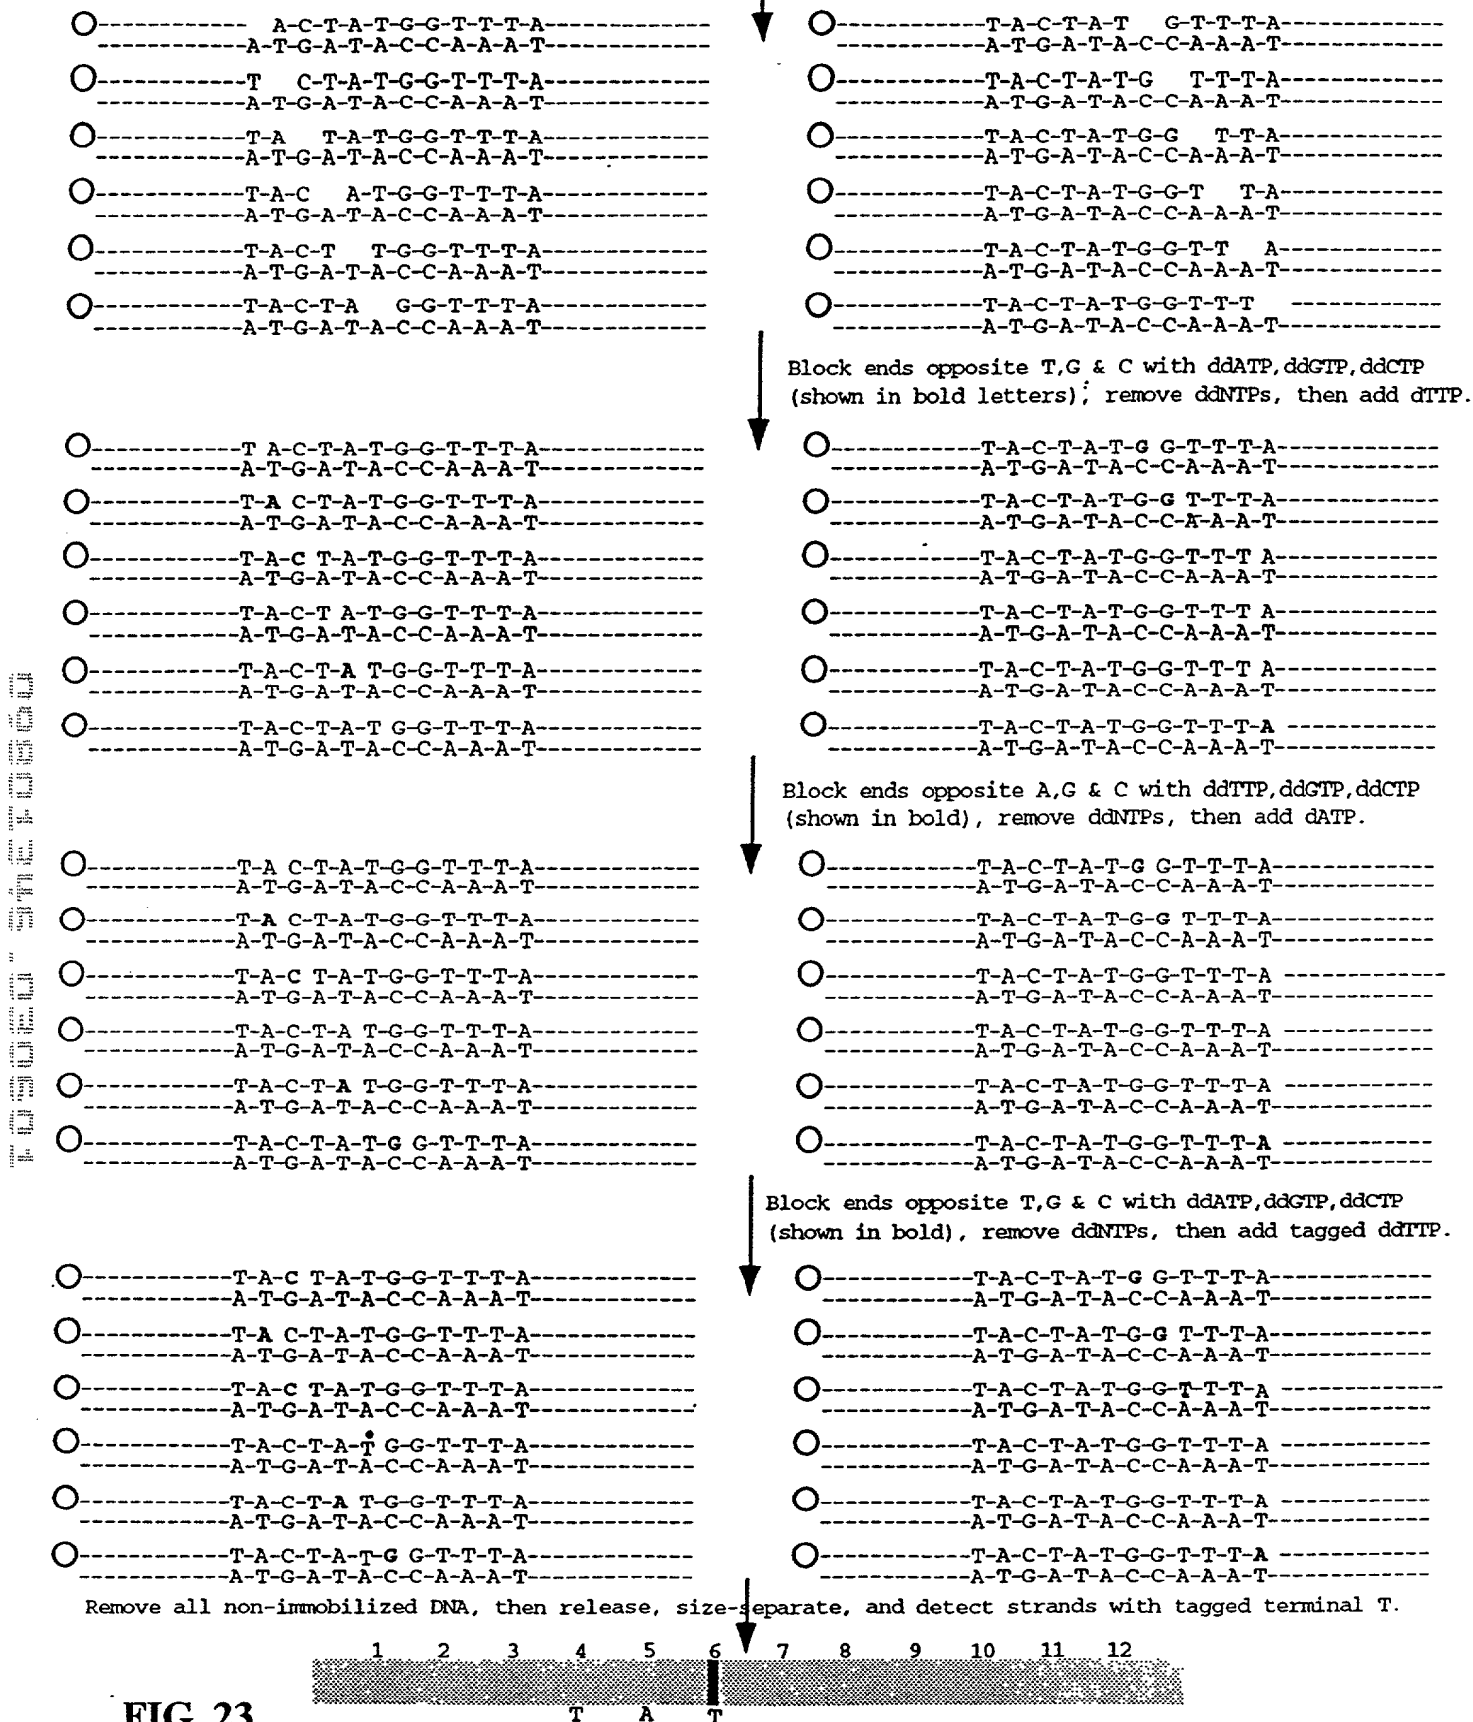 A-C-T-A-T-G-G-T-T-T-A
A-T-G-A-T-A-C-C-A-A-A-T
T C-T-A-T-G-G-T-T-T-A
A-T-G-A-T-A-C-C-A-A-A-T
T-A T-A-T-G-G-T-T-T-A
A-T-G-A-T-A-C-C-A-A-A-T
T-A-C A-T-G-G-T-T-T-A
A-T-G-A-T-A-C-C-A-A-A-T
T-A-C-T T-G-G-T-T-T-A
A-T-G-A-T-A-C-C-A-A-A-T
T-A-C-T-A G-G-T-T-T-A
A-T-G-A-T-A-C-C-A-A-A-T
T-A-C-T-A-T G-T-T-T-A
A-T-G-A-T-A-C-C-A-A-A-T
T-A-C-T-A-T-G T-T-T-A
A-T-G-A-T-A-C-C-A-A-A-T
T-A-C-T-A-T-G-G T-T-A
A-T-G-A-T-A-C-C-A-A-A-T
T-A-C-T-A-T-G-G-T T-A
A-T-G-A-T-A-C-C-A-A-A-T
T-A-C-T-A-T-G-G-T-T A
A-T-G-A-T-A-C-C-A-A-A-T
T-A-C-T-A-T-G-G-T-T-T
A-T-G-A-T-A-C-C-A-A-A-T
Block ends opposite T,G & C with ddATP,ddGTP,ddCTP
(shown in bold letters), remove ddNTPs, then add dTTP.
T A-C-T-A-T-G-G-T-T-T-A
A-T-G-A-T-A-C-C-A-A-A-T
T-A C-T-A-T-G-G-T-T-T-A
A-T-G-A-T-A-C-C-A-A-A-T
T-A-C T-A-T-G-G-T-T-T-A
A-T-G-A-T-A-C-C-A-A-A-T
T-A-C-T A-T-G-G-T-T-T-A
A-T-G-A-T-A-C-C-A-A-A-T
T-A-C-T-A T-G-G-T-T-T-A
A-T-G-A-T-A-C-C-A-A-A-T
T-A-C-T-A-T G-G-T-T-T-A
A-T-G-A-T-A-C-C-A-A-A-T
T-A-C-T-A-T-G G-T-T-T-A
A-T-G-A-T-A-C-C-A-A-A-T
T-A-C-T-A-T-G-G T-T-T-A
A-T-G-A-T-A-C-C-A-A-A-T
T-A-C-T-A-T-G-G-T-T-T A
A-T-G-A-T-A-C-C-A-A-A-T
T-A-C-T-A-T-G-G-T-T-T A
A-T-G-A-T-A-C-C-A-A-A-T
T-A-C-T-A-T-G-G-T-T-T A
A-T-G-A-T-A-C-C-A-A-A-T
T-A-C-T-A-T-G-G-T-T-T-A
A-T-G-A-T-A-C-C-A-A-A-T
Block ends opposite A,G & C with ddTTP,ddGTP,ddCTP
(shown in bold), remove ddNTPs, then add dATP.
T-A C-T-A-T-G-G-T-T-T-A
A-T-G-A-T-A-C-C-A-A-A-T
T-A C-T-A-T-G-G-T-T-T-A
A-T-G-A-T-A-C-C-A-A-A-T
T-A-C T-A-T-G-G-T-T-T-A
A-T-G-A-T-A-C-C-A-A-A-T
T-A-C-T-A T-G-G-T-T-T-A
A-T-G-A-T-A-C-C-A-A-A-T
T-A-C-T-A T-G-G-T-T-T-A
A-T-G-A-T-A-C-C-A-A-A-T
T-A-C-T-A-T-G G-T-T-T-A
A-T-G-A-T-A-C-C-A-A-A-T
T-A-C-T-A-T-G G-T-T-T-A
A-T-G-A-T-A-C-C-A-A-A-T
T-A-C-T-A-T-G-G T-T-T-A
A-T-G-A-T-A-C-C-A-A-A-T
T-A-C-T-A-T-G-G-T-T-T-A
A-T-G-A-T-A-C-C-A-A-A-T
T-A-C-T-A-T-G-G-T-T-T-A
A-T-G-A-T-A-C-C-A-A-A-T
T-A-C-T-A-T-G-G-T-T-T-A
A-T-G-A-T-A-C-C-A-A-A-T
T-A-C-T-A-T-G-G-T-T-T-A
A-T-G-A-T-A-C-C-A-A-A-T
Block ends opposite T,G & C with ddATP,ddGTP,ddCTP
(shown in bold), remove ddNTPs, then add tagged ddTTP.
T-A-C T-A-T-G-G-T-T-T-A
A-T-G-A-T-A-C-C-A-A-A-T
T-A C-T-A-T-G-G-T-T-T-A
A-T-G-A-T-A-C-C-A-A-A-T
T-A-C T-A-T-G-G-T-T-T-A
A-T-G-A-T-A-C-C-A-A-A-T
T-A-C-T-A-T G-G-T-T-T-A
A-T-G-A-T-A-C-C-A-A-A-T
T-A-C-T-A T-G-G-T-T-T-A
A-T-G-A-T-A-C-C-A-A-A-T
T-A-C-T-A-T-G G-T-T-T-A
A-T-G-A-T-A-C-C-A-A-A-T
T-A-C-T-A-T-G G-T-T-T-A
A-T-G-A-T-A-C-C-A-A-A-T
T-A-C-T-A-T-G-G T-T-T-A
A-T-G-A-T-A-C-C-A-A-A-T
T-A-C-T-A-T-G-G-T-T-T-A
A-T-G-A-T-A-C-C-A-A-A-T
T-A-C-T-A-T-G-G-T-T-T-A
A-T-G-A-T-A-C-C-A-A-A-T
T-A-C-T-A-T-G-G-T-T-T-A
A-T-G-A-T-A-C-C-A-A-A-T
T-A-C-T-A-T-G-G-T-T-T-A
A-T-G-A-T-A-C-C-A-A-A-T
Remove all non-immobilized DNA, then release, size-separate, and detect strands with tagged terminal T.
1 2 3 4 5 6 7 8 9 10 11 12
T A T
FIG. 23